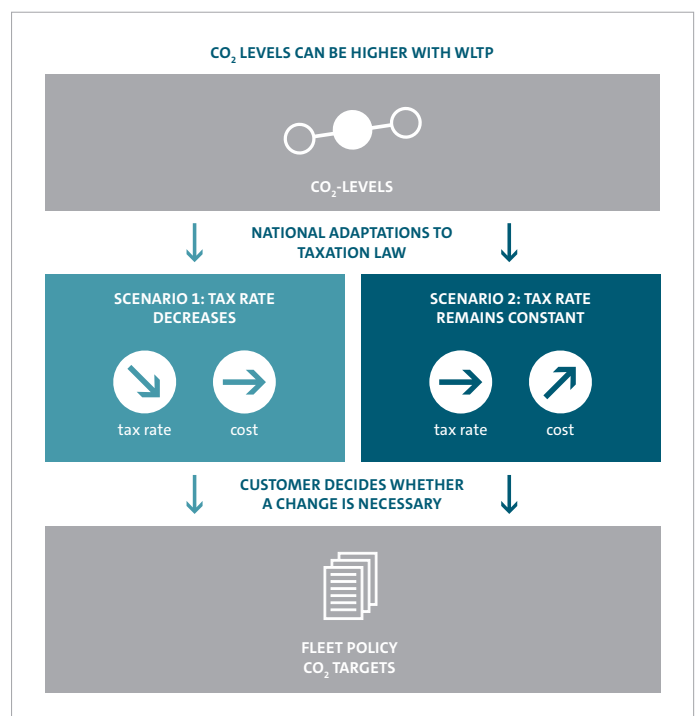 CO₂ LEVELS CAN BE HIGHER WITH WLTP
CO₂-LEVELS
NATIONAL ADAPTATIONS TO
TAXATION LAW
SCENARIO 1: TAX RATE
DECREASES
tax rate
cost
SCENARIO 2: TAX RATE
REMAINS CONSTANT
tax rate
cost
CUSTOMER DECIDES WHETHER
A CHANGE IS NECESSARY
FLEET POLICY
CO₂ TARGETS